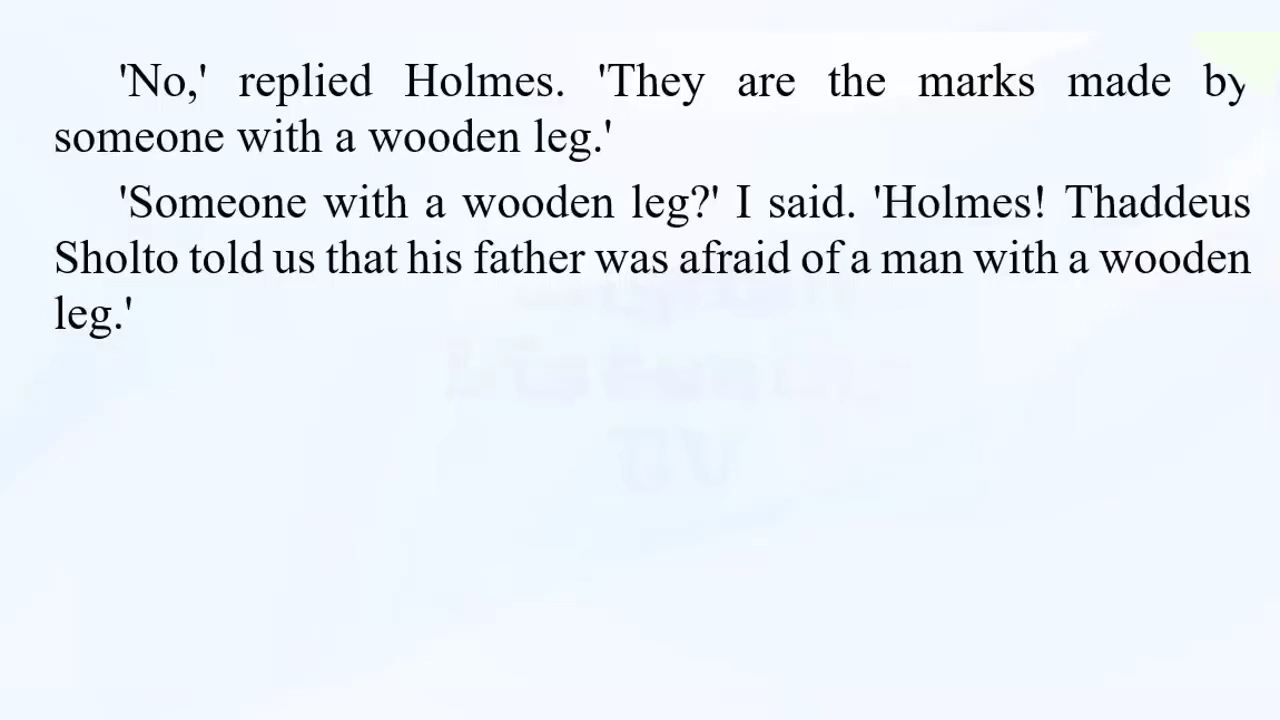 'No,' replied Holmes. 'They are the marks made by
someone with a wooden leg.'
'Someone with a wooden leg?' I said. 'Holmes! Thaddeus
Sholto told us that his father was afraid of a man with a wooden
leg.'